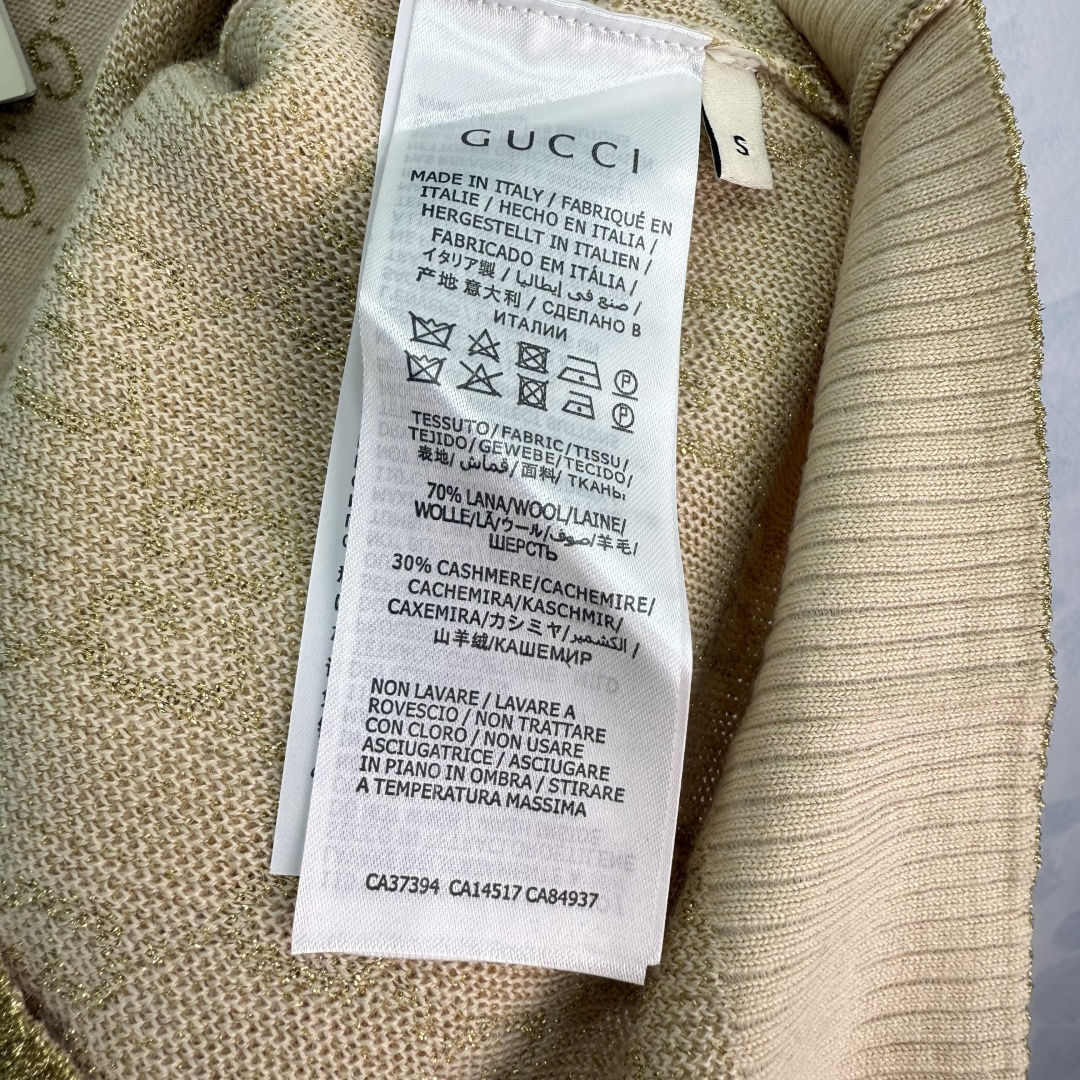 GUCCI
S
MADE IN ITALY / FABRIQUÉ EN
ITALIE / HECHO EN ITALIA /
HERGESTELLT IN ITALIEN /
FABRICADO EM ITÁLIA /
イタリア製 / صنع في إيطاليا /
产地 意大利 / СДЕЛАНО В
ИТАЛИИ
P
P
TESSUTO/FABRIC/TISSU/
TEJIDO/GEWEBE/TECIDO/
表地/ قماش/面料/ ТКАНЬ:
70% LANA/WOOL/LAINE/
WOLLE/LÃ/ウール/صوف/羊毛/
ШЕРСТЬ
30% CASHMERE/CACHEMIRE/
CACHEMIRA/KASCHMIR/
CAXEMIRA/カシミヤ/الكشمير /
山羊绒/КАШЕМИР
NON LAVARE / LAVARE A
ROVESCIO / NON TRATTARE
CON CLORO / NON USARE
ASCIUGATRICE / ASCIUGARE
IN PIANO IN OMBRA / STIRARE
A TEMPERATURA MASSIMA
CA37394 CA14517 CA84937